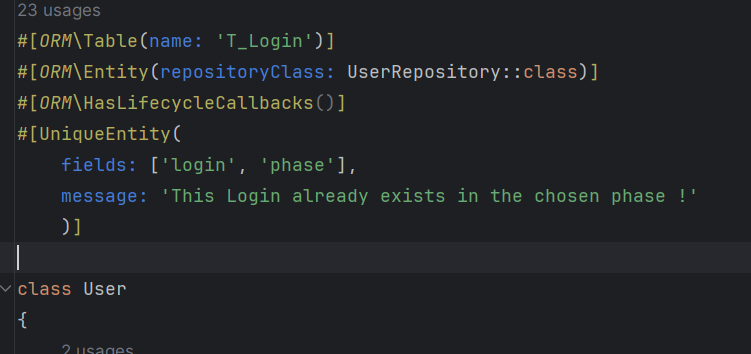 23 usages
#[ORM\Table(name: 'T_Login')]
#[ORM\Entity(repositoryClass: UserRepository::class)]
#[ORM\HasLifecycleCallbacks()]
#[UniqueEntity(
    fields: ['login', 'phase'],
    message: 'This Login already exists in the chosen phase !'
    )]
class User
{
    2 usages